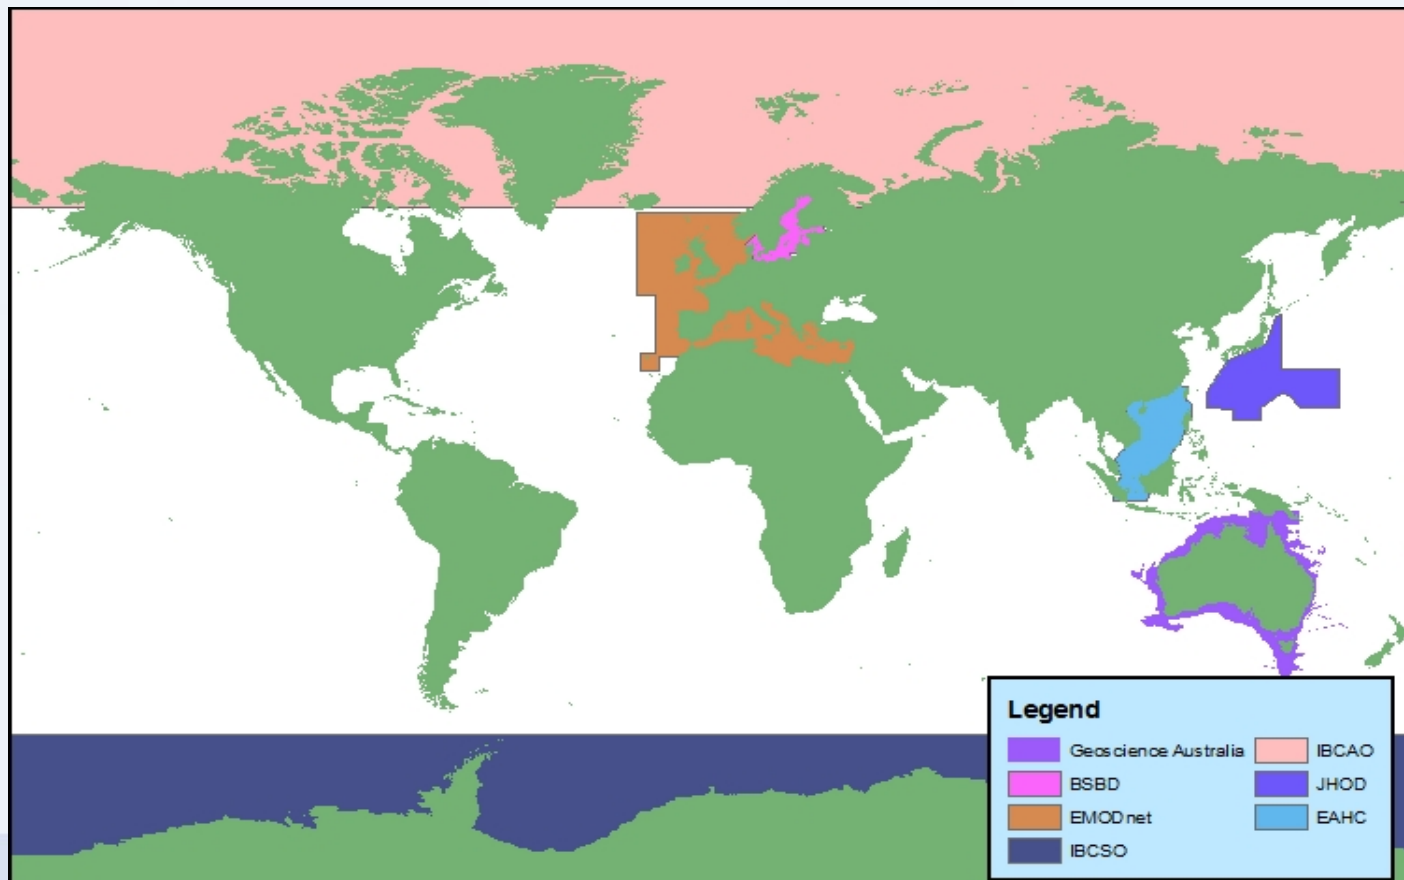 Legend
Geoscience Australia
BSBD
EMODnet
IBCSO
IBCAO
JHOD
EAHC